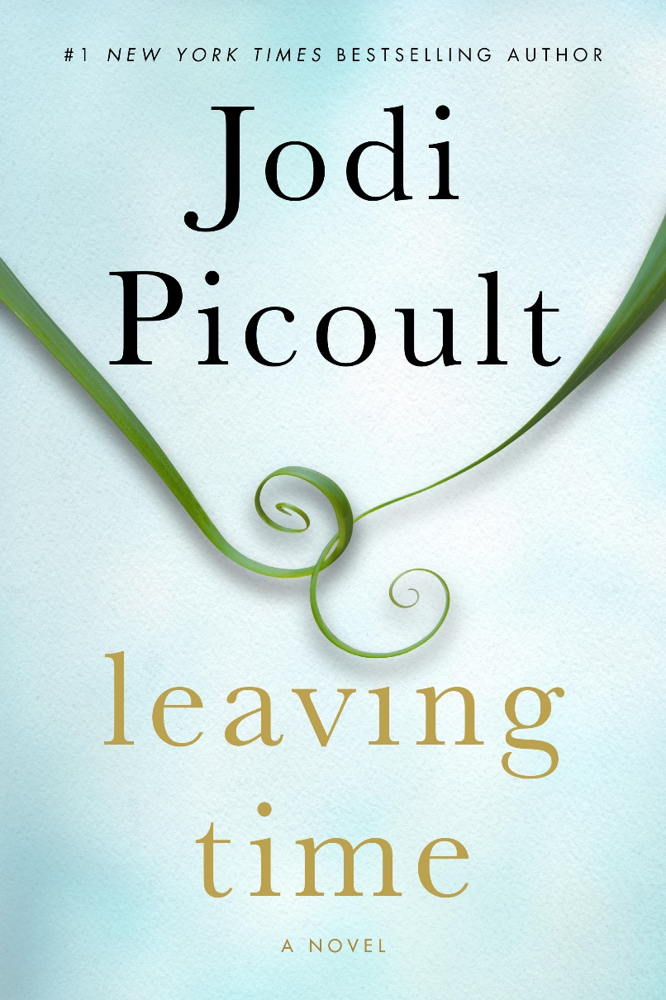 #1 NEW YORK TIMES BESTSELLING AUTHOR
Jodi
Picoult
leaving
time
A NOVEL